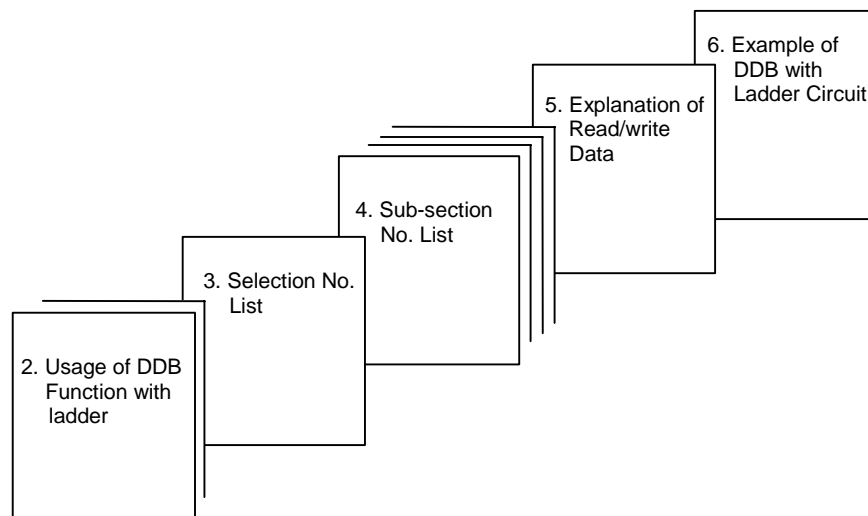 2. Usage of DDB
Function with
ladder
3. Selection No.
List
4. Sub-section
No. List
5. Explanation of
Read/write
Data
6. Example of
DDB with
Ladder Circuit